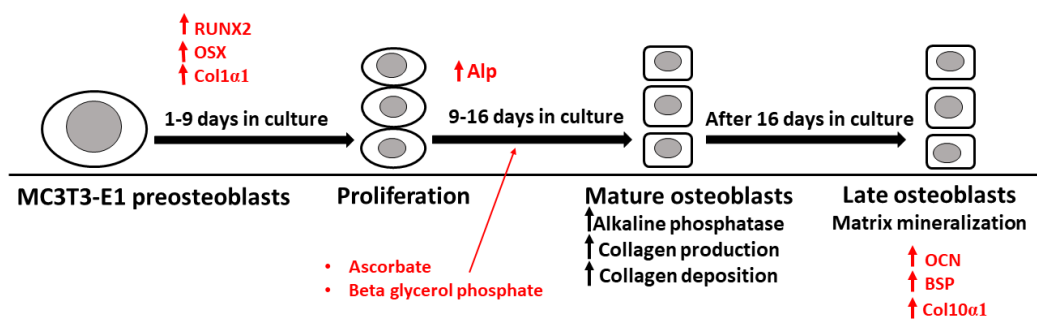 RUNX2
OSX
Col1α1
Alp
1-9 days in culture
9-16 days in culture
After 16 days in culture
MC3T3-E1 preosteoblasts
Proliferation
Mature osteoblasts
Alkaline phosphatase
Collagen production
Collagen deposition
Late osteoblasts
Matrix mineralization
• Ascorbate
• Beta glycerol phosphate
OCN
BSP
Col10α1